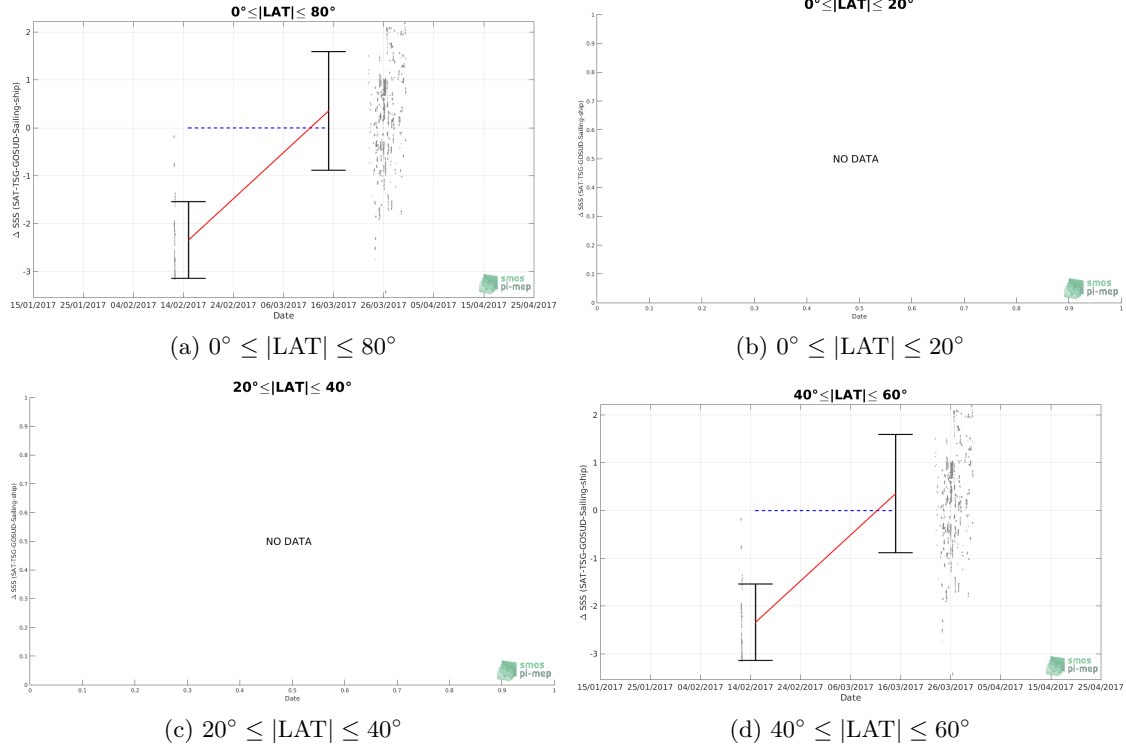 0°≤|LAT|≤ 80°
2
1
0
-1
-2
-3
Δ SSS (SAT-TSG-GOSUD-Sailing-ship)
15/01/2017 25/01/2017 04/02/2017 14/02/2017 24/02/2017 06/03/2017 16/03/2017 26/03/2017 05/04/2017 15/04/2017 25/04/2017
Date
smos
pi-mep
(a) 0° ≤ |LAT| ≤ 80°
0°≤|LAT|≤ 20°
1
0.9
0.8
0.7
0.6
0.5
0.4
0.3
0.2
0.1
0
Δ SSS (SAT-TSG-GOSUD-Sailing-ship)
NO DATA
0 0.1 0.2 0.3 0.4 0.5 0.6 0.7 0.8 0.9 1
Date
smos
pi-mep
(b) 0° ≤ |LAT| ≤ 20°
20°≤|LAT|≤ 40°
1
0.9
0.8
0.7
0.6
0.5
0.4
0.3
0.2
0.1
0
Δ SSS (SAT-TSG-GOSUD-Sailing-ship)
NO DATA
0 0.1 0.2 0.3 0.4 0.5 0.6 0.7 0.8 0.9 1
Date
smos
pi-mep
(c) 20° ≤ |LAT| ≤ 40°
40°≤|LAT|≤ 60°
2
1
0
-1
-2
-3
Δ SSS (SAT-TSG-GOSUD-Sailing-ship)
15/01/2017 25/01/2017 04/02/2017 14/02/2017 24/02/2017 06/03/2017 16/03/2017 26/03/2017 05/04/2017 15/04/2017 25/04/2017
Date
smos
pi-mep
(d) 40° ≤ |LAT| ≤ 60°